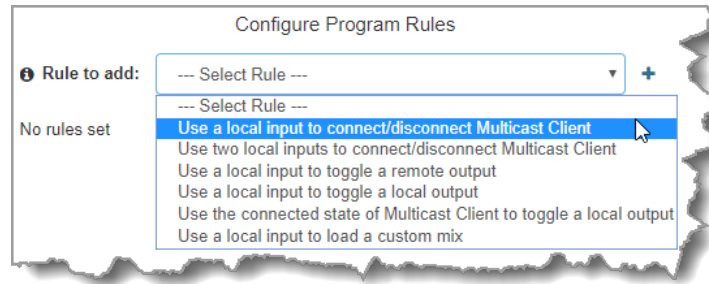 Configure Program Rules
Rule to add:
--- Select Rule ---
--- Select Rule ---
No rules set
Use a local input to connect/disconnect Multicast Client
Use two local inputs to connect/disconnect Multicast Client
Use a local input to toggle a remote output
Use a local input to toggle a local output
Use the connected state of Multicast Client to toggle a local output
Use a local input to load a custom mix